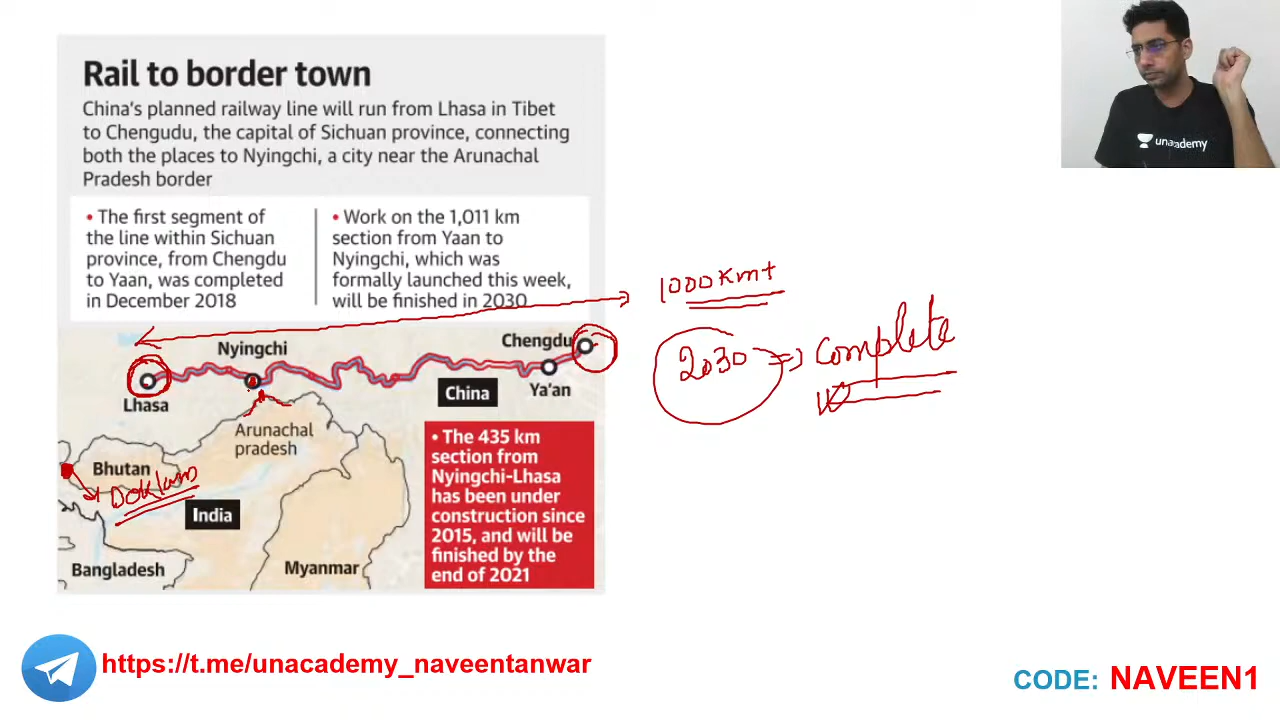 Rail to border town
China's planned railway line will run from Lhasa in Tibet
to Chengudu, the capital of Sichuan province, connecting
both the places to Nyingchi, a city near the Arunachal
Pradesh border
• The first segment of
the line within Sichuan
province, from Chengdu
to Yaan, was completed
in December 2018
• Work on the 1,011 km
section from Yaan to
Nyingchi, which was
formally launched this week,
will be finished in 2030
Nyingchi
Chengdu
Lhasa
China
Ya'an
Arunachal
pradesh
Bhutan
Doklam
India
Bangladesh
Myanmar
• The 435 km
section from
Nyingchi-Lhasa
has been under
construction since
2015, and will be
finished by the
end of 2021
1000Km+
2030 => complete
unacademy
https://t.me/unacademy_naveentanwar
CODE: NAVEEN1